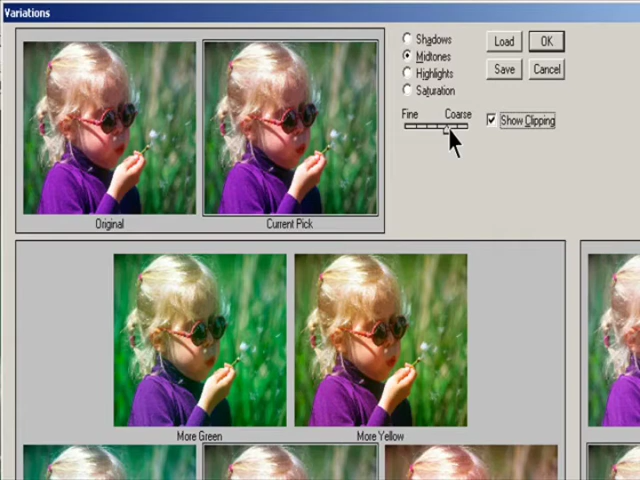 Variations
Shadows
Midtones
Highlights
Saturation
Load
OK
Save
Cancel
Fine
Coarse
Show Clipping
Original
Current Pick
More Green
More Yellow